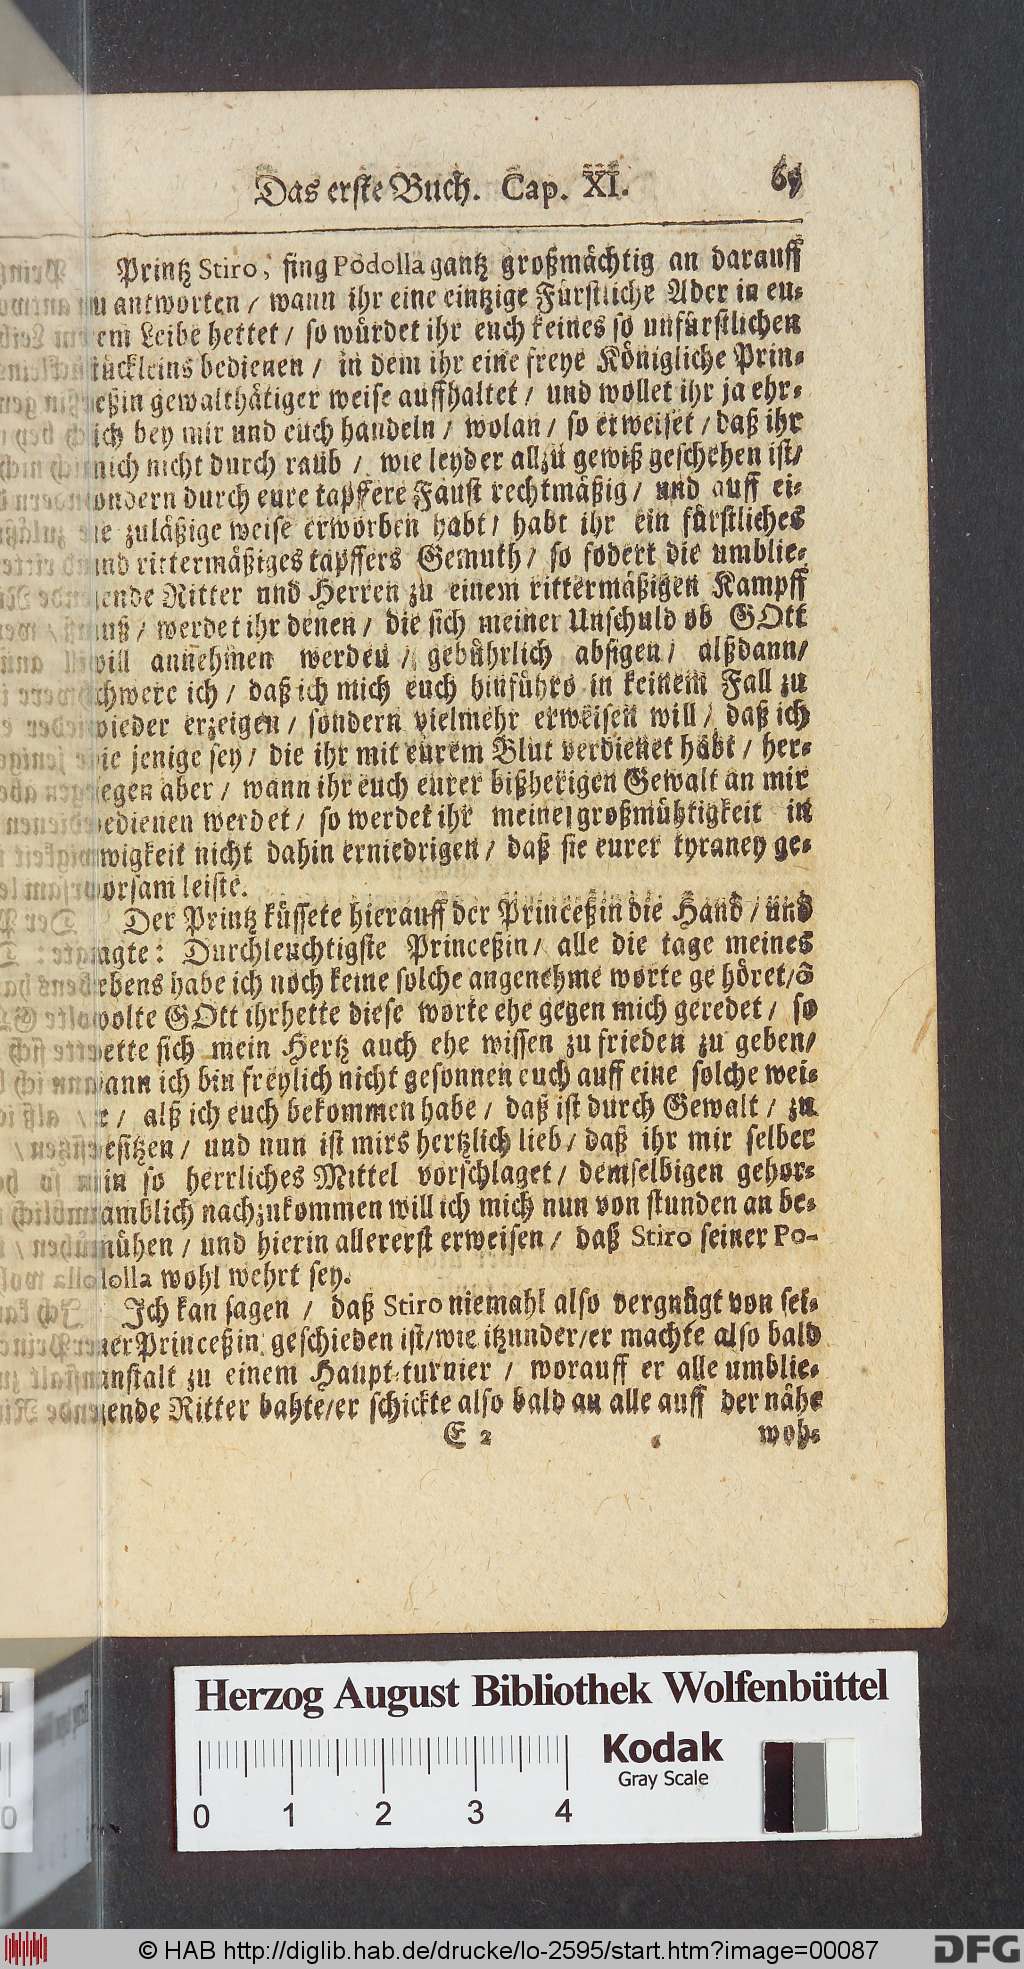 Das erste Buch. Cap. XI. 69
Printz Stiro, fing Podolla gantz großmächtig an darauff
zu antworten / wann ihr eine eintzige Fürstliche Ader in eu-
rem Leibe hettet / so würdet ihr euch keines so unfürstlichen
stückleins bedienen / in dem ihr eine freye Königliche Prin-
ceßin gewalthätiger weise auffhaltet / und wollet ihr ja ehr-
lich bey mir und euch handeln / wolan / so erweiset / daß ihr
mich nicht durch raub / wie leyder allzu gewiß geschehen ist/
sondern durch eure tapffere Faust rechtmäßig / und auff ei-
ne zuläßige weise erworben habt / habt ihr ein fürstliches
und rittermäßiges tapffers Gemuth / so fodert die umblie-
gende Ritter und Herren zu einem rittermäßigen Kampff
auß / werdet ihr denen / die sich meiner Unschuld ob GOtt
will annehmen werden / gebührlich absigen / alßdann/
schwere ich / daß ich mich euch hinführo in keinem Fall zu
wieder erzeigen / sondern vielmehr erweisen will / daß ich
die jenige sey / die ihr mit eurem Blut verdienet habt / her-
gegen aber / wann ihr euch eurer bißherigen Gewalt an mir
bedienen werdet / so werdet ihr meine großmühtigkeit in
ewigkeit nicht dahin erniedrigen / daß sie eurer tyraney ge-
horsam leiste.
Der Printz küssete hierauff der Princeßin die Hand / und
sagte: Durchleuchtigste Princeßin / alle die tage meines
lebens habe ich noch keine solche angenehme worte ge höret/ô
wolte GOtt ihr hette diese worte ehe gegen mich geredet / so
hette sich mein Hertz auch ehe wissen zu frieden zu geben/
dann ich bin freylich nicht gesonnen euch auff eine solche wei-
se / alß ich euch bekommen habe / daß ist durch Gewalt / zu
besitzen / und nun ist mirs hertzlich lieb / daß ihr mir selber
ein so herrliches Mittel vorschlaget / demselbigen gehor-
samblich nachzukommen will ich mich nun von stunden an be-
mühen / und hierin allererst erweisen / daß Stiro seiner Po-
dolla wohl wehrt sey.
Ich kan sagen / daß Stiro niemahl also vergnügt von sei-
ner Princeßin geschieden ist/wie itzunder/er machte also bald
anstalt zu einem Haupt-turnier / worauff er alle umblie-
gende Ritter bahte/er schickte also bald an alle auff der nähe
E 2 woh-
Herzog August Bibliothek Wolfenbüttel
Kodak
Gray Scale
0 1 2 3 4
© HAB http://diglib.hab.de/drucke/lo-2595/start.htm?image=00087
DFG